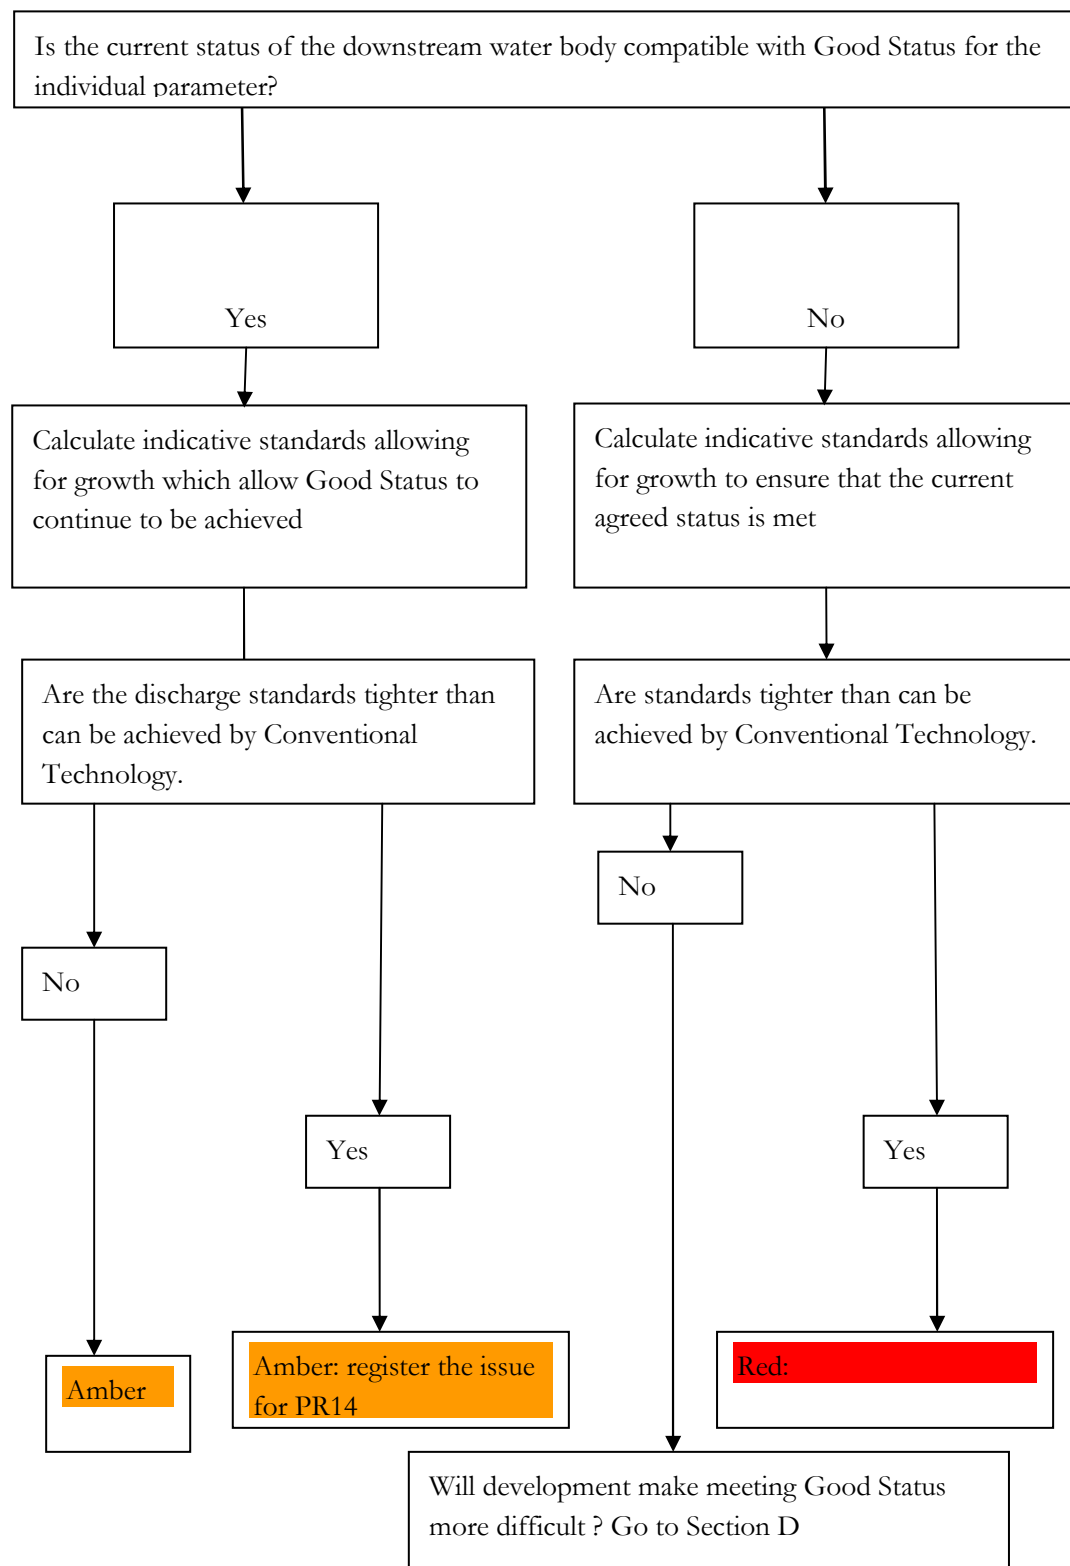 Is the current status of the downstream water body compatible with Good Status for the
individual parameter?
Yes
No
Calculate indicative standards allowing
for growth which allow Good Status to
continue to be achieved
Calculate indicative standards allowing
for growth to ensure that the current
agreed status is met
Are the discharge standards tighter than
can be achieved by Conventional
Technology.
Are standards tighter than can be
achieved by Conventional Technology.
No
No
Yes
Yes
Amber
Amber: register the issue
for PR14
Red:
Will development make meeting Good Status
more difficult ? Go to Section D